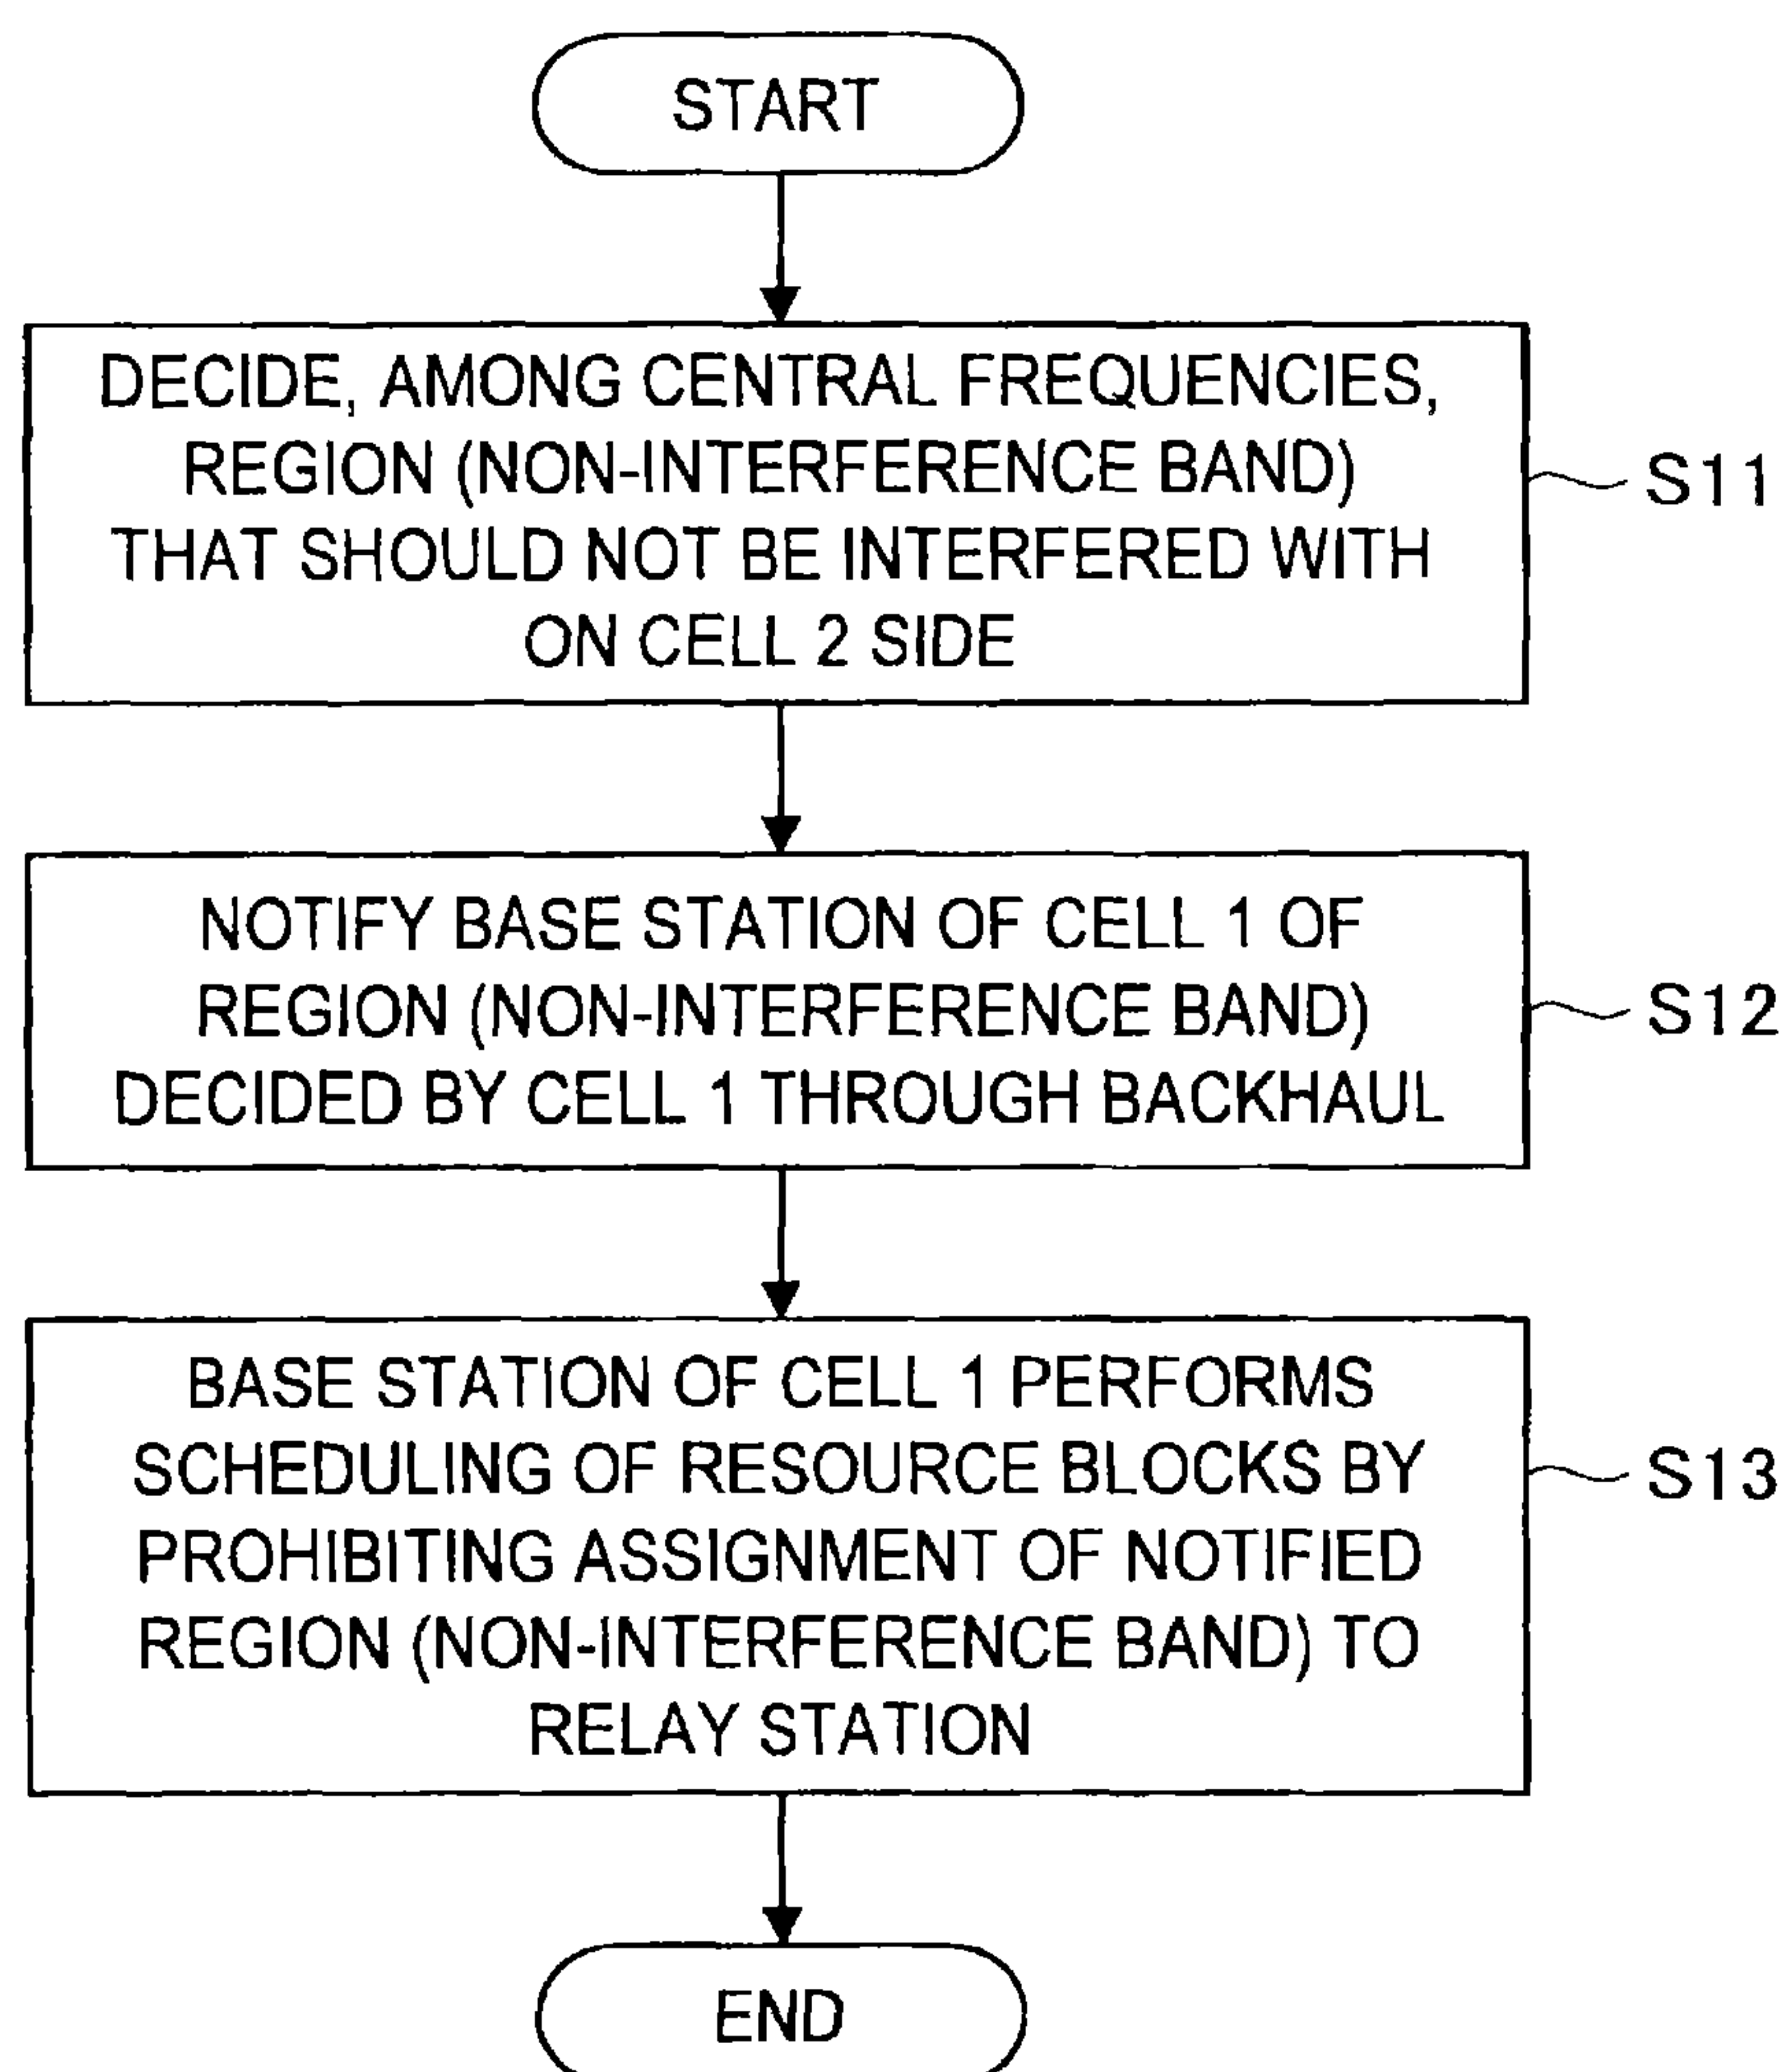 START
DECIDE, AMONG CENTRAL FREQUENCIES,
REGION (NON-INTERFERENCE BAND)
THAT SHOULD NOT BE INTERFERED WITH
ON CELL 2 SIDE
S11
NOTIFY BASE STATION OF CELL 1 OF
REGION (NON-INTERFERENCE BAND)
DECIDED BY CELL 1 THROUGH BACKHAUL
S12
BASE STATION OF CELL 1 PERFORMS
SCHEDULING OF RESOURCE BLOCKS BY
PROHIBITING ASSIGNMENT OF NOTIFIED
REGION (NON-INTERFERENCE BAND) TO
RELAY STATION
S13
END